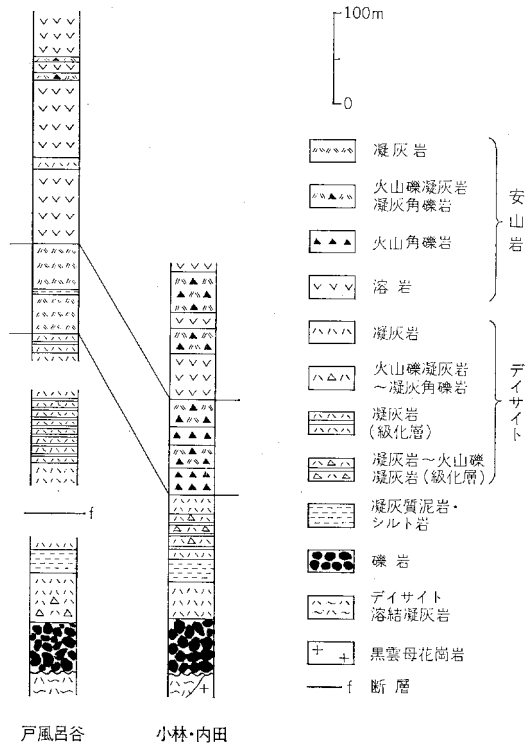 100m
0
凝灰岩
火山礫凝灰岩
凝灰角礫岩
火山角礫岩
溶岩
安山岩
凝灰岩
火山礫凝灰岩
~凝灰角礫岩
凝灰岩
(級化層)
凝灰岩~火山礫
凝灰岩(級化層)
デイサイト
凝灰質泥岩・
シルト岩
礫岩
デイサイト
溶結凝灰岩
黒雲母花崗岩
f 断層
f
戸風呂谷
小林・内田